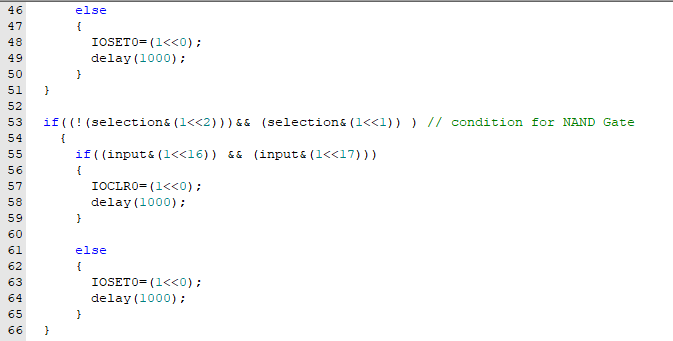 46 else
47 {
48 IOSET0=(1<<0);
49 delay(1000);
50 }
51 }
52
53 if((!(selection&(1<<2)))&& (selection&(1<<1)) ) // condition for NAND Gate
54 {
55 if((input&(1<<16)) && (input&(1<<17)))
56 {
57 IOCLR0=(1<<0);
58 delay(1000);
59 }
60
61 else
62 {
63 IOSET0=(1<<0);
64 delay(1000);
65 }
66 }